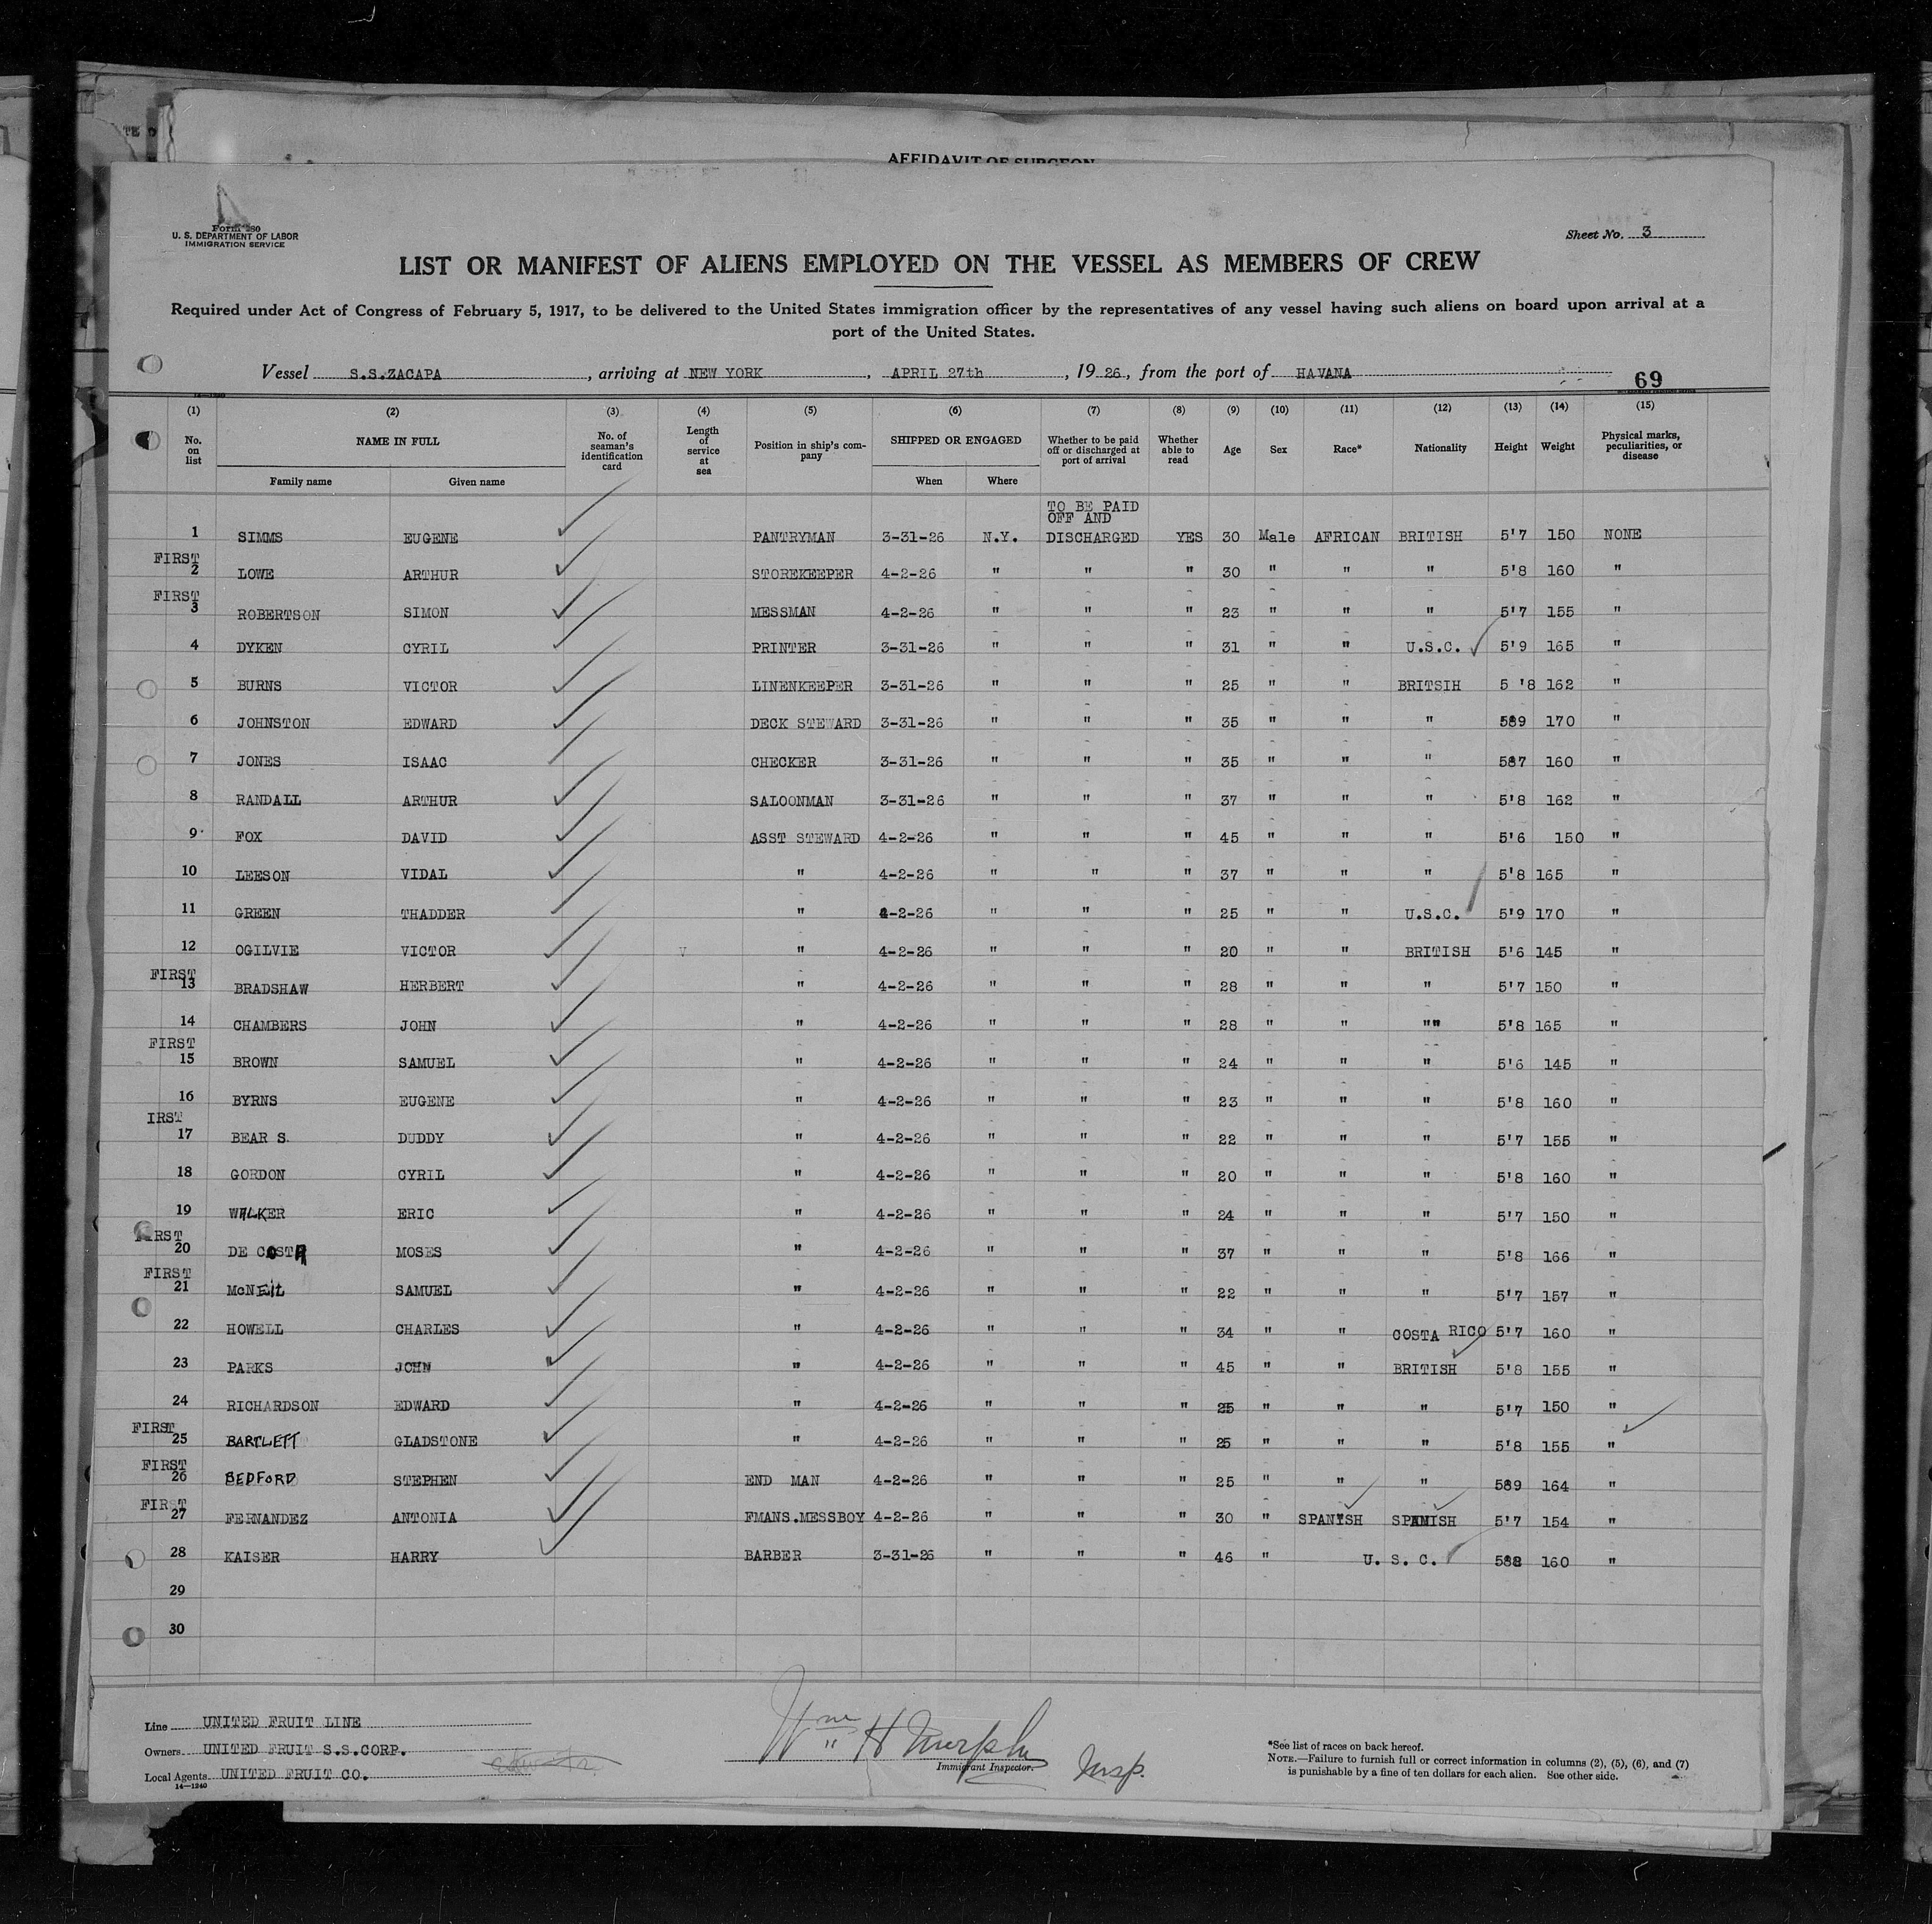 AFFIDAVIT OF SURGEON
Form 680
U. S. DEPARTMENT OF LABOR
IMMIGRATION SERVICE
Sheet No. 3
LIST OR MANIFEST OF ALIENS EMPLOYED ON THE VESSEL AS MEMBERS OF CREW
Required under Act of Congress of February 5, 1917, to be delivered to the United States immigration officer by the representatives of any vessel having such aliens on board upon arrival at a
port of the United States.
Vessel S.S.ZACAPA, arriving at NEW YORK, APRIL 27th, 19 26, from the port of HAVANA
69
(1) (2) (3) (4) (5) (6) (7) (8) (9) (10) (11) (12) (13) (14) (15)
No. on list NAME IN FULL Family name Given name No. of seaman's identification card Length of service at sea Position in ship's company SHIPPED OR ENGAGED When Where Whether to be paid off or discharged at port of arrival Whether able to read Age Sex Race* Nationality Height Weight Physical marks, peculiarities, or disease
TO BE PAID
OFF AND
1 SIMMS EUGENE PANTRYMAN 3-31-26 N.Y. DISCHARGED YES 30 Male AFRICAN BRITISH 5'7 150 NONE
FIRST
2 LOWE ARTHUR STOREKEEPER 4-2-26 " " " 30 " " " 5'8 160 "
FIRST
3 ROBERTSON SIMON MESSMAN 4-2-26 " " " 23 " " " 5'7 155 "
4 DYKEN CYRIL PRINTER 3-31-26 " " " 31 " " U.S.C. 5'9 165 "
5 BURNS VICTOR LINENKEEPER 3-31-26 " " " 25 " " BRITSIH 5 '8 162 "
6 JOHNSTON EDWARD DECK STEWARD 3-31-26 " " " 35 " " " 5'9 170 "
7 JONES ISAAC CHECKER 3-31-26 " " " 35 " " " 5'7 160 "
8 RANDALL ARTHUR SALOONMAN 3-31-26 " " " 37 " " " 5'8 162 "
9 FOX DAVID ASST STEWARD 4-2-26 " " " 45 " " " 5'6 150 "
10 LEESON VIDAL " 4-2-26 " " " 37 " " " 5'8 165 "
11 GREEN THADDER " 4-2-26 " " " 25 " " U.S.C. 5'9 170 "
12 OGILVIE VICTOR V " 4-2-26 " " " 20 " " BRITISH 5'6 145 "
FIRST
13 BRADSHAW HERBERT " 4-2-26 " " " 28 " " " 5'7 150 "
14 CHAMBERS JOHN " 4-2-26 " " " 28 " " "" 5'8 165 "
FIRST
15 BROWN SAMUEL " 4-2-26 " " " 24 " " " 5'6 145 "
16 BYRNS EUGENE " 4-2-26 " " " 23 " " " 5'8 160 "
IRST
17 BEAR S. DUDDY " 4-2-26 " " " 22 " " " 5'7 155 "
18 GORDON CYRIL " 4-2-26 " " " 20 " " " 5'8 160 "
19 WALKER ERIC " 4-2-26 " " " 24 " " " 5'7 150 "
FIRST
20 DE COSTA MOSES " 4-2-26 " " " 37 " " " 5'8 166 "
FIRST
21 McNEIL SAMUEL " 4-2-26 " " " 22 " " " 5'7 157 "
22 HOWELL CHARLES " 4-2-26 " " " 34 " " COSTA RICO 5'7 160 "
23 PARKS JOHN " 4-2-26 " " " 45 " " BRITISH 5'8 155 "
24 RICHARDSON EDWARD " 4-2-26 " " " 25 " " " 5'7 150 "
FIRST
25 BARTLETT GLADSTONE " 4-2-26 " " " 25 " " " 5'8 155 "
FIRST
26 BEDFORD STEPHEN END MAN 4-2-26 " " " 25 " " " 5'9 164 "
FIRST
27 FERNANDEZ ANTONIA FMANS.MESSBOY 4-2-26 " " " 30 " SPANISH SPANISH 5'7 154 "
28 KAISER HARRY BARBER 3-31-26 " " " 46 " U. S. C. 5'8 160 "
29
30
Line UNITED FRUIT LINE
Owners UNITED FRUIT S.S.CORP.
Local Agents UNITED FRUIT CO.
14-1240
Wm H Murphy Insp.
Immigrant Inspector.
*See list of races on back hereof.
NOTE.—Failure to furnish full or correct information in columns (2), (5), (6), and (7)
is punishable by a fine of ten dollars for each alien. See other side.